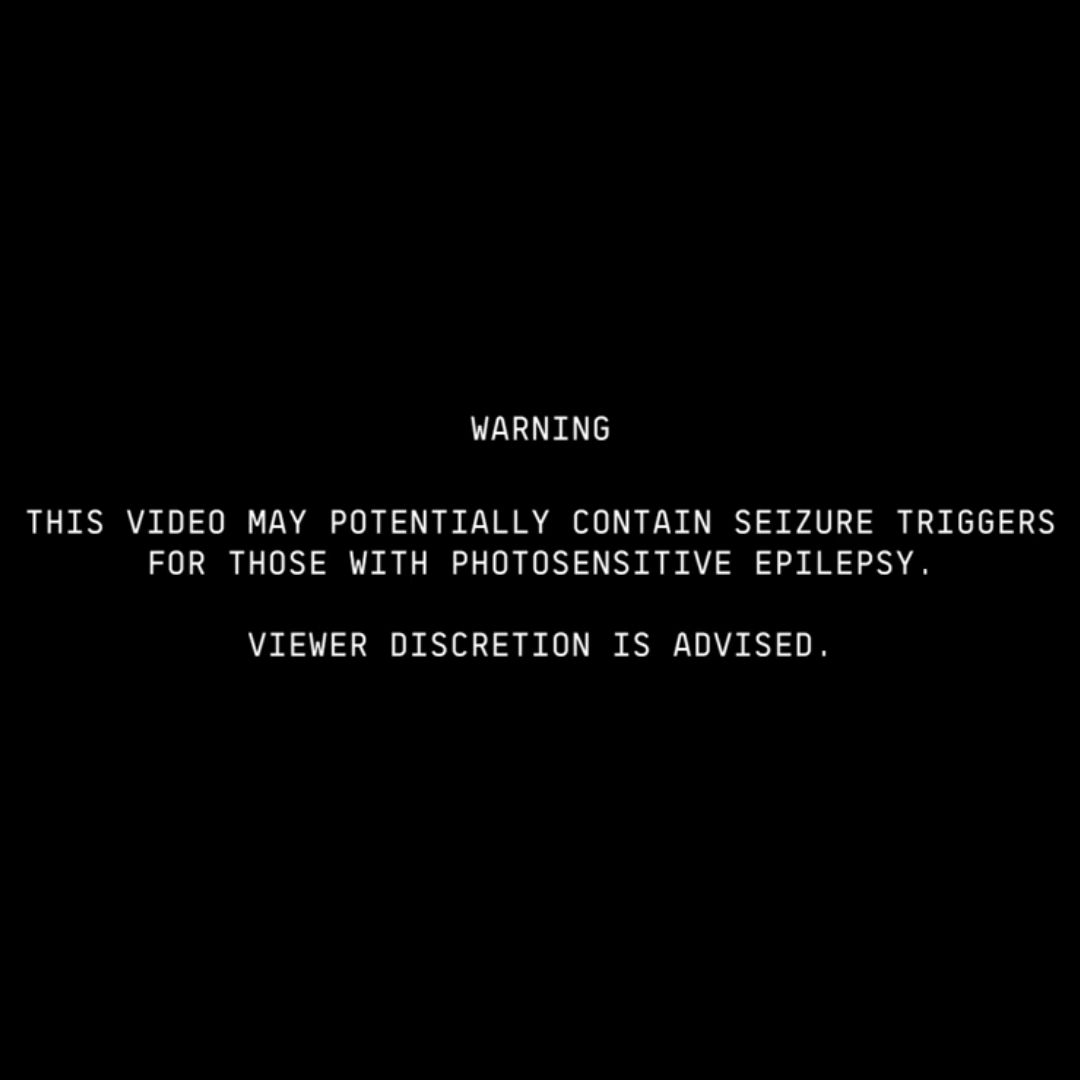 WARNING
THIS VIDEO MAY POTENTIALLY CONTAIN SEIZURE TRIGGERS
FOR THOSE WITH PHOTOSENSITIVE EPILEPSY.
VIEWER DISCRETION IS ADVISED.